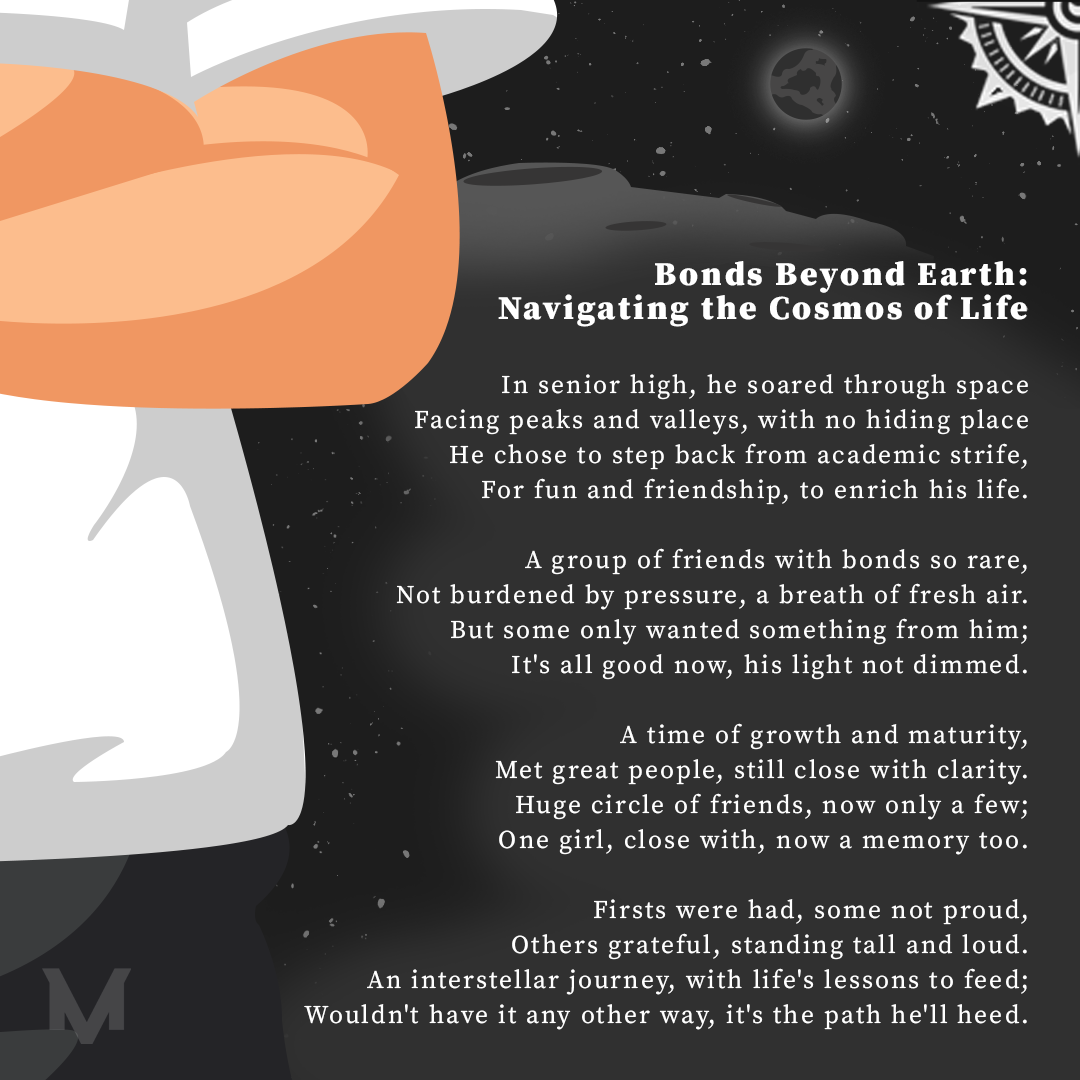 Bonds Beyond Earth:
Navigating the Cosmos of Life
In senior high, he soared through space
Facing peaks and valleys, with no hiding place
He chose to step back from academic strife,
For fun and friendship, to enrich his life.
A group of friends with bonds so rare,
Not burdened by pressure, a breath of fresh air.
But some only wanted something from him;
It's all good now, his light not dimmed.
A time of growth and maturity,
Met great people, still close with clarity.
Huge circle of friends, now only a few;
One girl, close with, now a memory too.
Firsts were had, some not proud,
Others grateful, standing tall and loud.
An interstellar journey, with life's lessons to feed;
Wouldn't have it any other way, it's the path he'll heed.
M